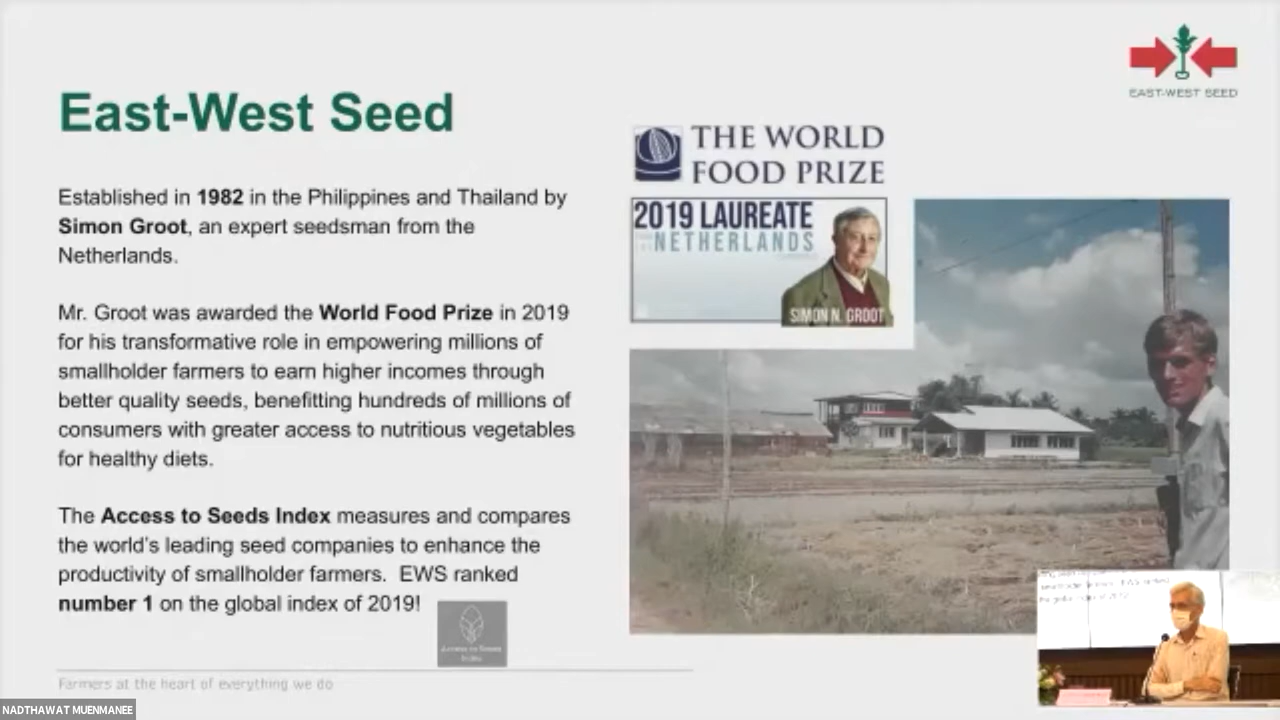 EAST-WEST SEED
East-West Seed
Established in 1982 in the Philippines and Thailand by
Simon Groot, an expert seedsman from the
Netherlands.
Mr. Groot was awarded the World Food Prize in 2019
for his transformative role in empowering millions of
smallholder farmers to earn higher incomes through
better quality seeds, benefitting hundreds of millions of
consumers with greater access to nutritious vegetables
for healthy diets.
The Access to Seeds Index measures and compares
the world's leading seed companies to enhance the
productivity of smallholder farmers. EWS ranked
number 1 on the global index of 2019!
Access to Seeds
Index
Farmers at the heart of everything we do
THE WORLD
FOOD PRIZE
2019 LAUREATE
NETHERLANDS
SIMON N. GROOT
NADTHAWAT MUENMANEE